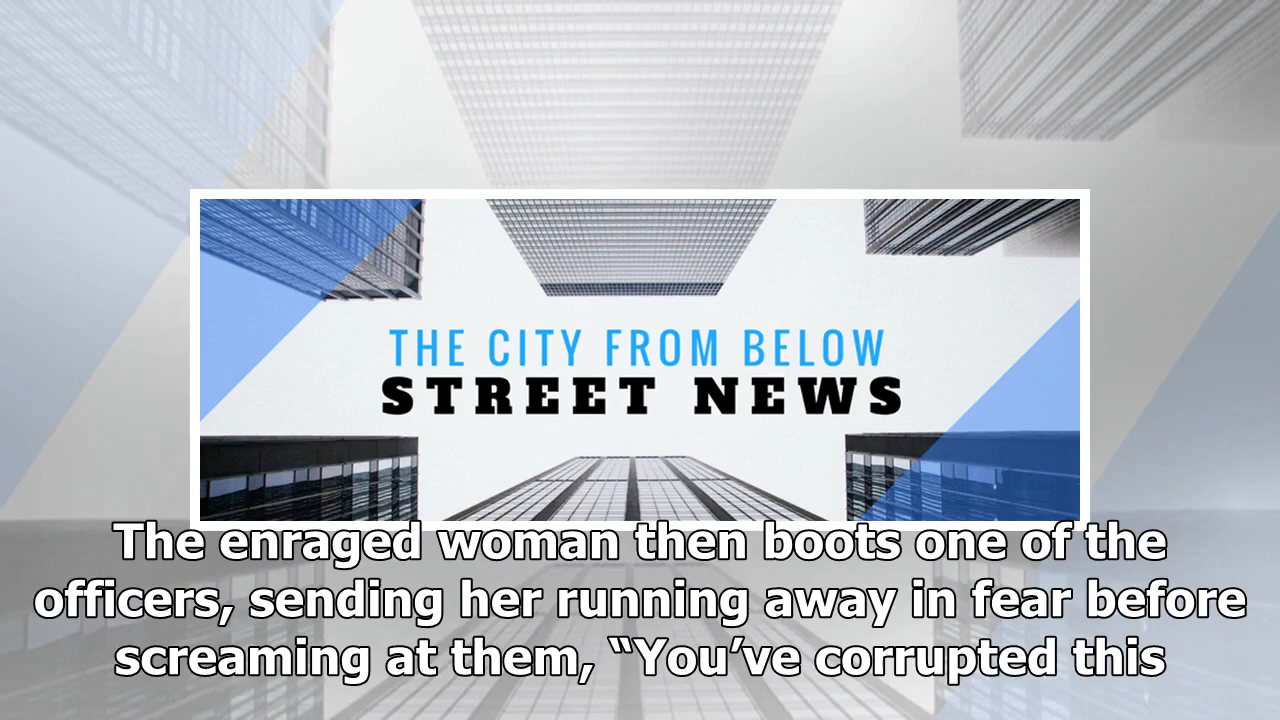 THE CITY FROM BELOW
STREET NEWS
The enraged woman then boots one of the
officers, sending her running away in fear before
screaming at them, “You’ve corrupted this